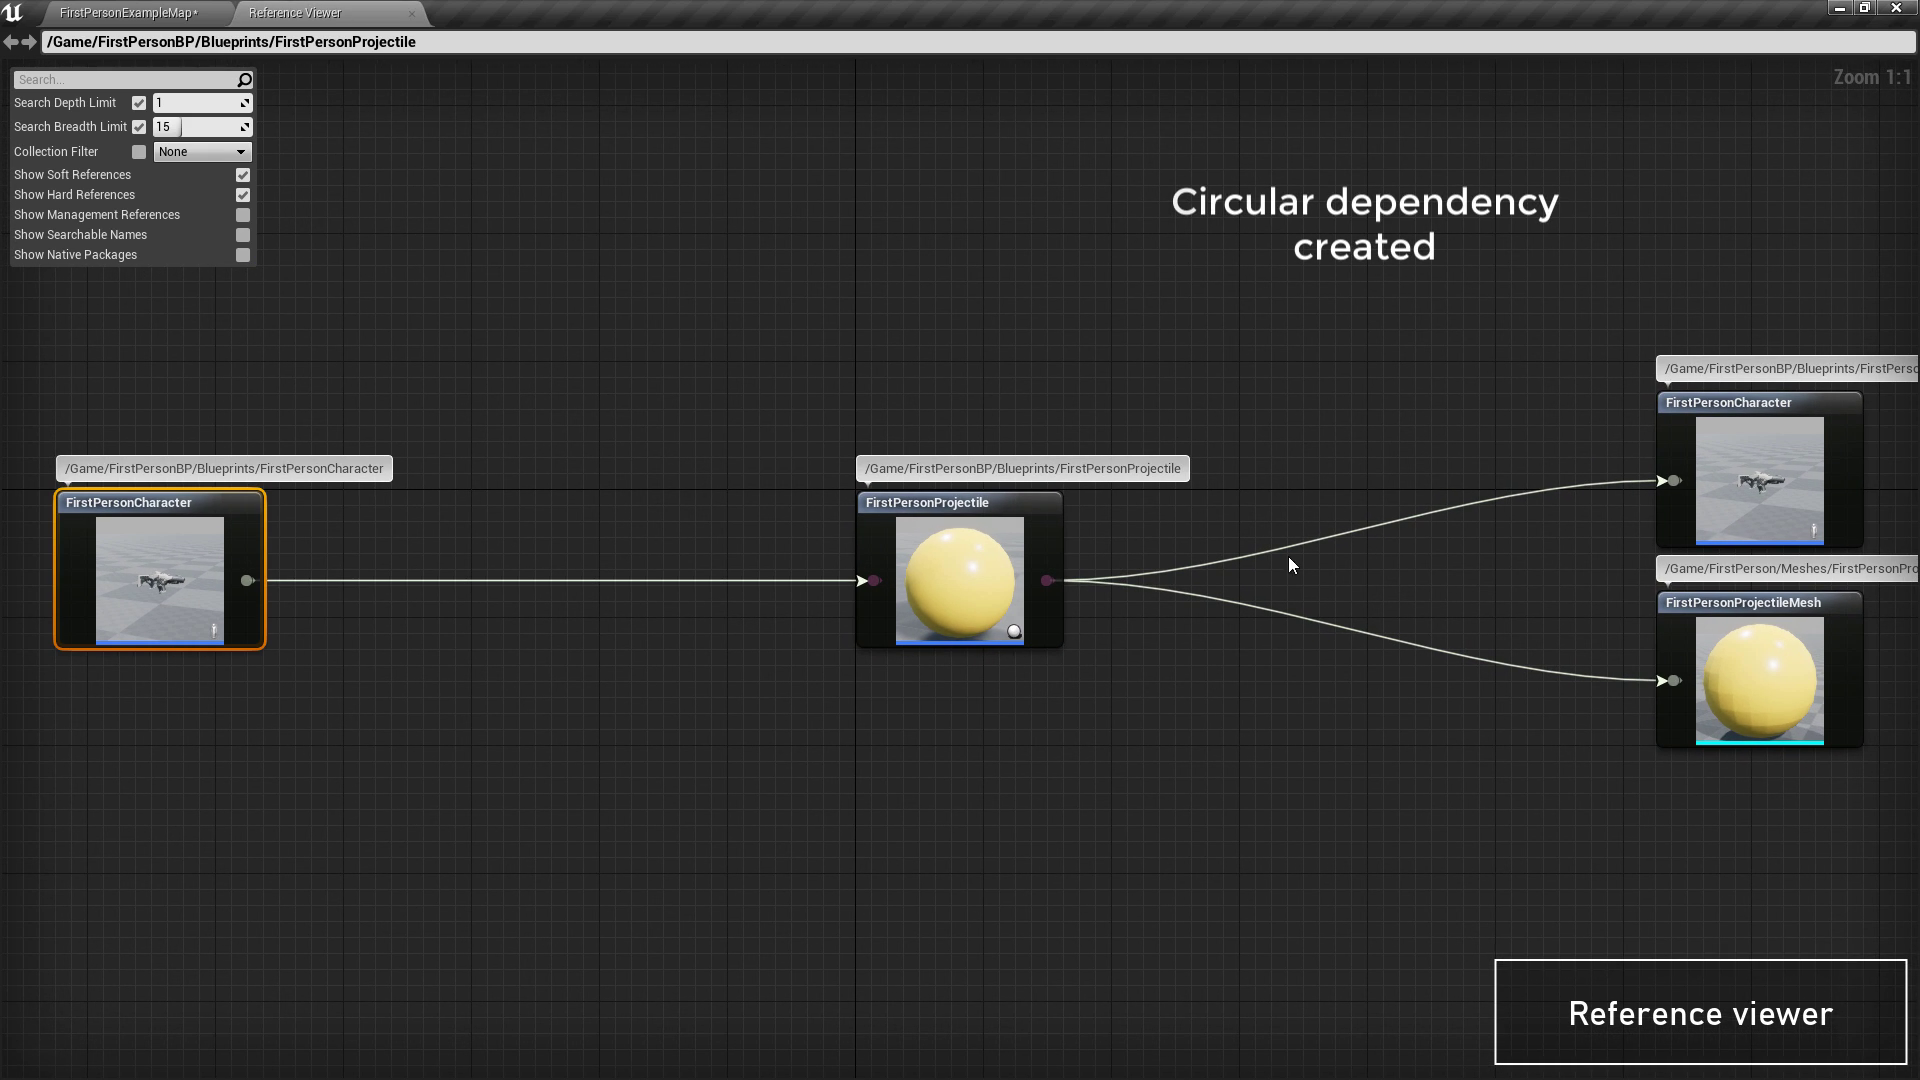 FirstPersonExampleMap*
Reference Viewer
/Game/FirstPersonBP/Blueprints/FirstPersonProjectile
Search...
Zoom 1:1
Search Depth Limit 1
Search Breadth Limit 15
Collection Filter None
Show Soft References
Show Hard References
Show Management References
Show Searchable Names
Show Native Packages
Circular dependency
created
/Game/FirstPersonBP/Blueprints/FirstPerso
FirstPersonCharacter
/Game/FirstPersonBP/Blueprints/FirstPersonCharacter
FirstPersonCharacter
/Game/FirstPersonBP/Blueprints/FirstPersonProjectile
FirstPersonProjectile
/Game/FirstPerson/Meshes/FirstPersonPro
FirstPersonProjectileMesh
Reference viewer